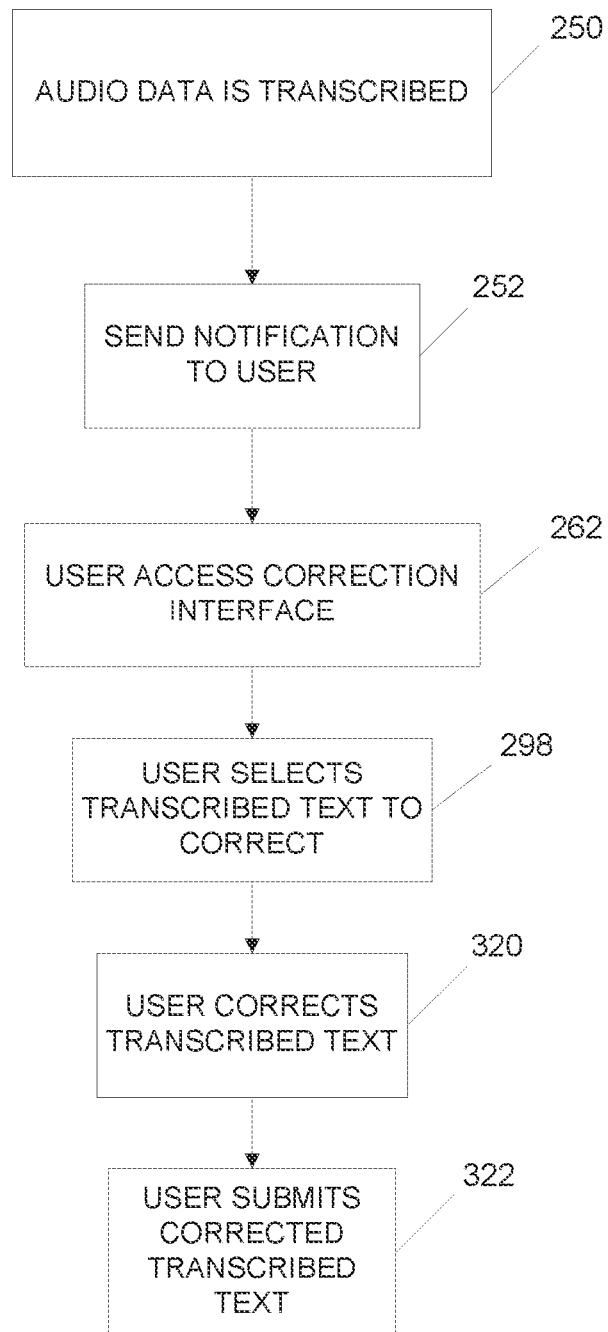 250
AUDIO DATA IS TRANSCRIBED
252
SEND NOTIFICATION
TO USER
262
USER ACCESS CORRECTION
INTERFACE
298
USER SELECTS
TRANSCRIBED TEXT TO
CORRECT
320
USER CORRECTS
TRANSCRIBED TEXT
322
USER SUBMITS
CORRECTED
TRANSCRIBED
TEXT